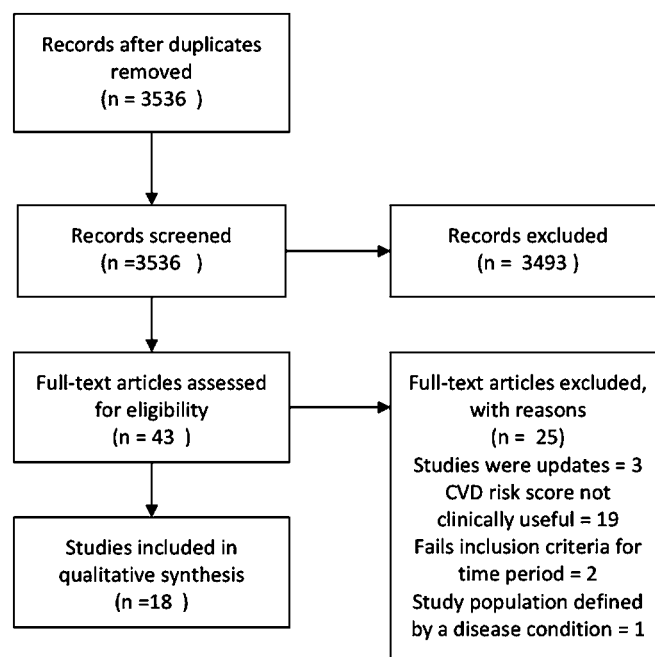 Records after duplicates
removed
(n = 3536 )
Records screened
(n =3536 )
Records excluded
(n = 3493 )
Full-text articles assessed
for eligibility
(n = 43 )
Full-text articles excluded,
with reasons
(n = 25)
Studies were updates = 3
CVD risk score not
clinically useful = 19
Fails inclusion criteria for
time period = 2
Study population defined
by a disease condition = 1
Studies included in
qualitative synthesis
(n =18 )